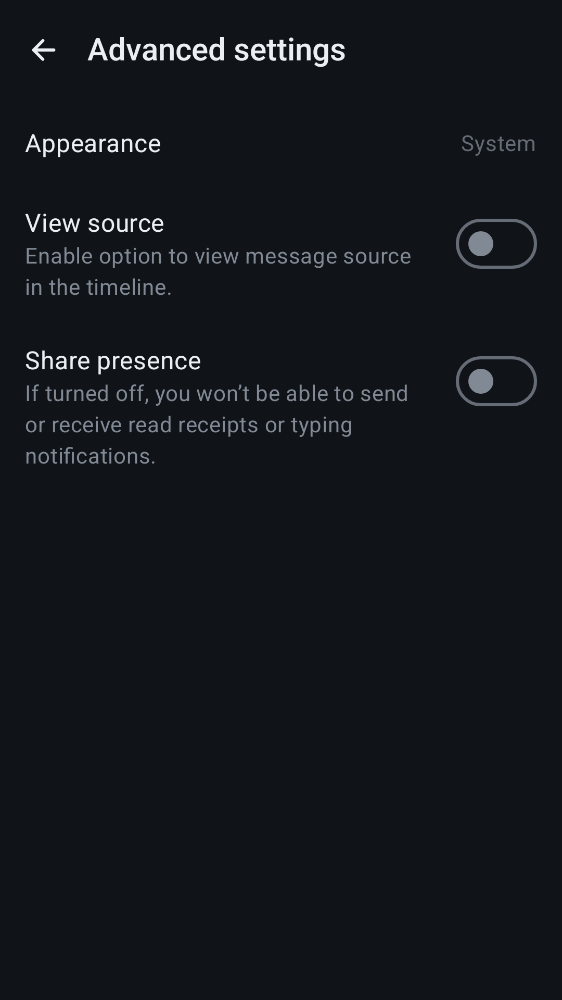 Advanced settings
Appearance
System
View source
Enable option to view message source
in the timeline.
Share presence
If turned off, you won’t be able to send
or receive read receipts or typing
notifications.